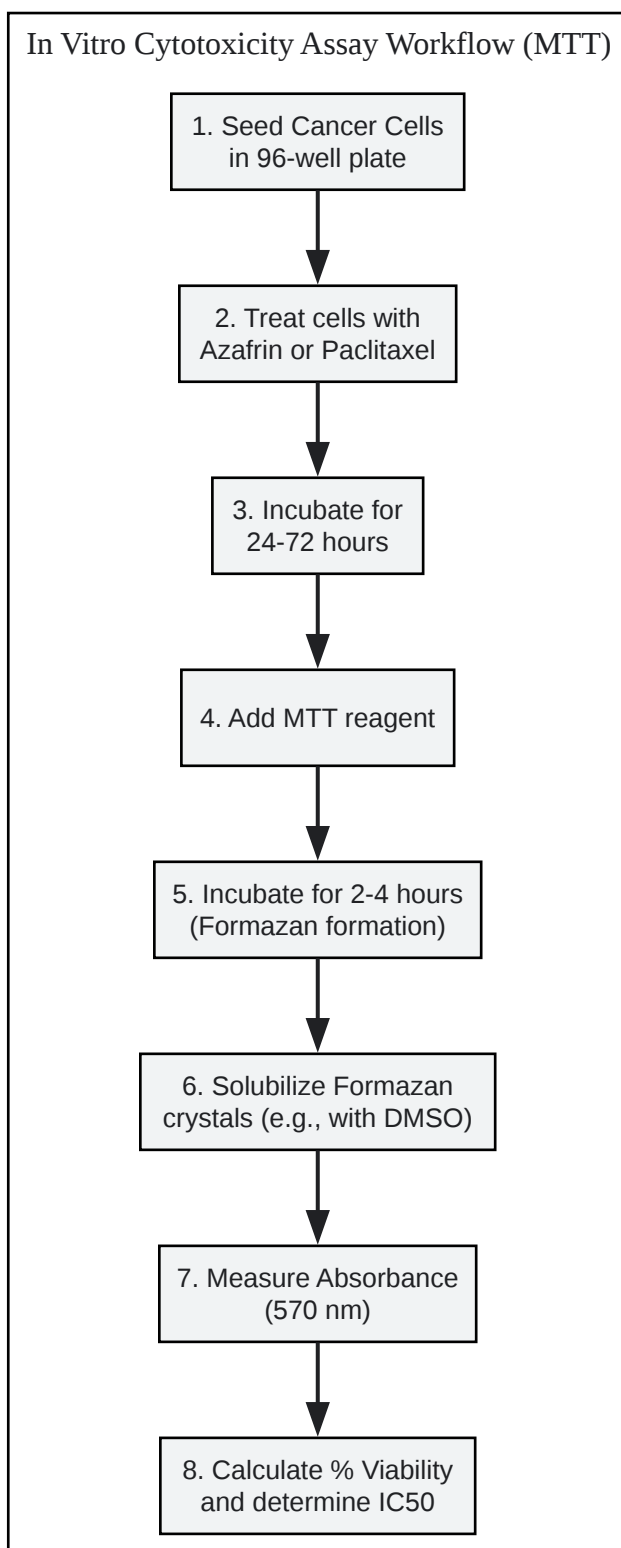 In Vitro Cytotoxicity Assay Workflow (MTT)
1. Seed Cancer Cells
in 96-well plate
2. Treat cells with
Azafrin or Paclitaxel
3. Incubate for
24-72 hours
4. Add MTT reagent
5. Incubate for 2-4 hours
(Formazan formation)
6. Solubilize Formazan
crystals (e.g., with DMSO)
7. Measure Absorbance
(570 nm)
8. Calculate % Viability
and determine IC50